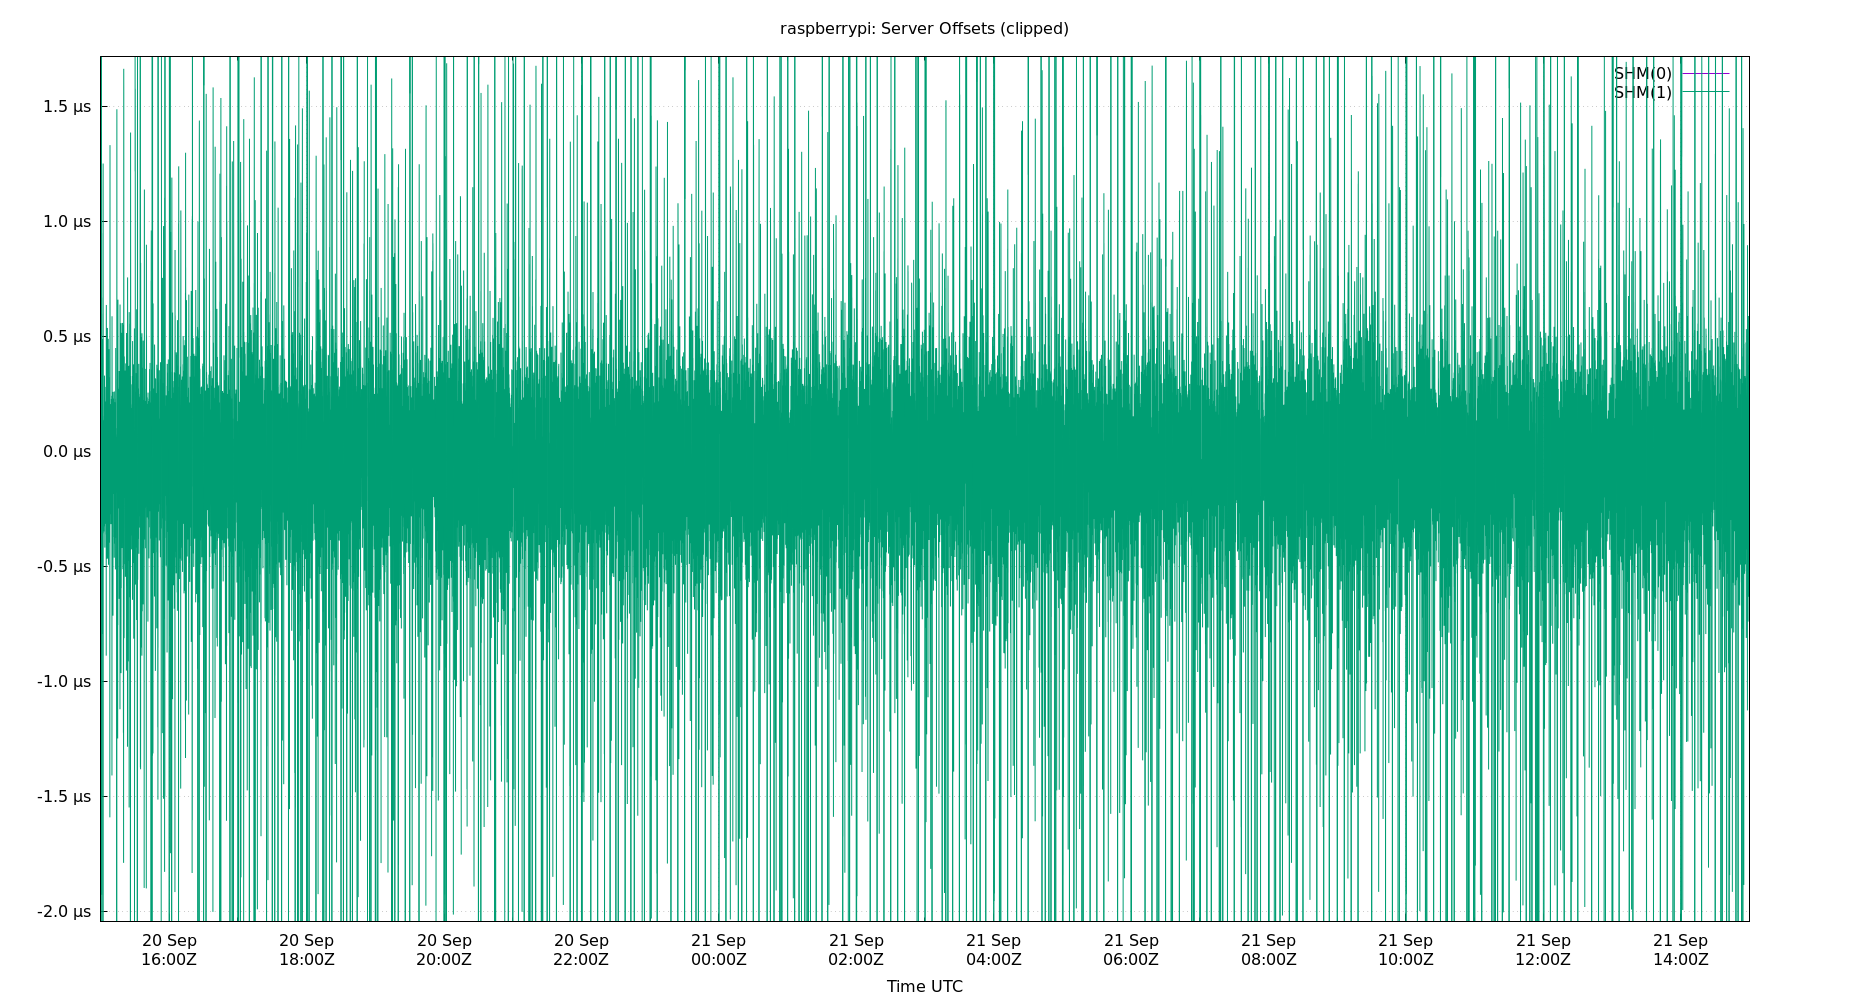 raspberrypi: Server Offsets (clipped)
SHM(0)
SHM(1)
1.5 µs
1.0 µs
0.5 µs
0.0 µs
-0.5 µs
-1.0 µs
-1.5 µs
-2.0 µs
20 Sep 20 Sep 20 Sep 20 Sep 21 Sep 21 Sep 21 Sep 21 Sep 21 Sep 21 Sep 21 Sep 21 Sep
16:00Z 18:00Z 20:00Z 22:00Z 00:00Z 02:00Z 04:00Z 06:00Z 08:00Z 10:00Z 12:00Z 14:00Z
Time UTC